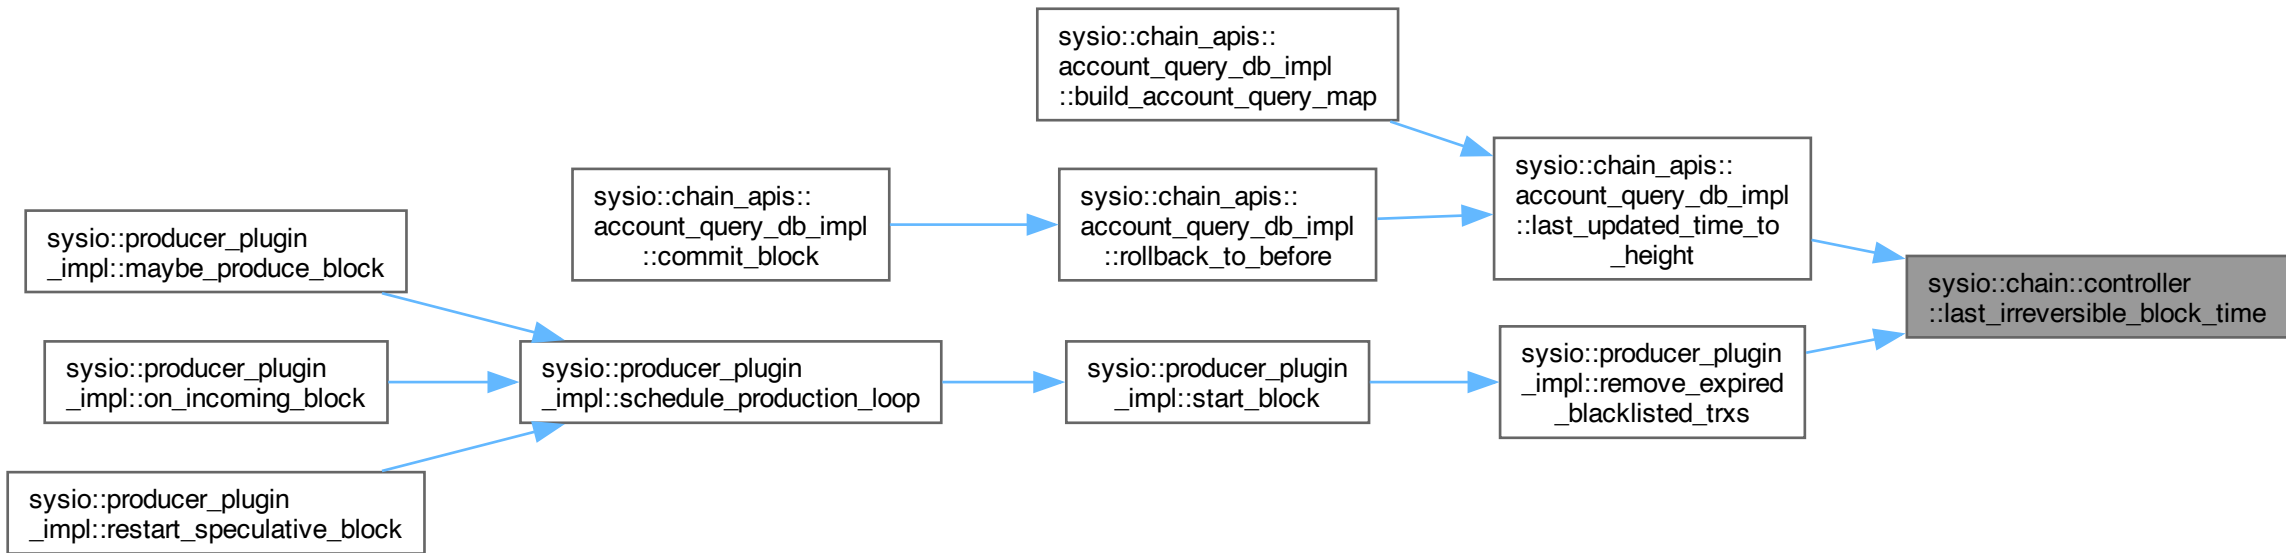 sysio::chain_apis::
account_query_db_impl
::build_account_query_map
sysio::chain_apis::
account_query_db_impl
::last_updated_time_to
_height
sysio::chain_apis::
account_query_db_impl
::commit_block
sysio::chain_apis::
account_query_db_impl
::rollback_to_before
sysio::producer_plugin
_impl::maybe_produce_block
sysio::chain::controller
::last_irreversible_block_time
sysio::producer_plugin
_impl::on_incoming_block
sysio::producer_plugin
_impl::schedule_production_loop
sysio::producer_plugin
_impl::start_block
sysio::producer_plugin
_impl::remove_expired
_blacklisted_trxs
sysio::producer_plugin
_impl::restart_speculative_block